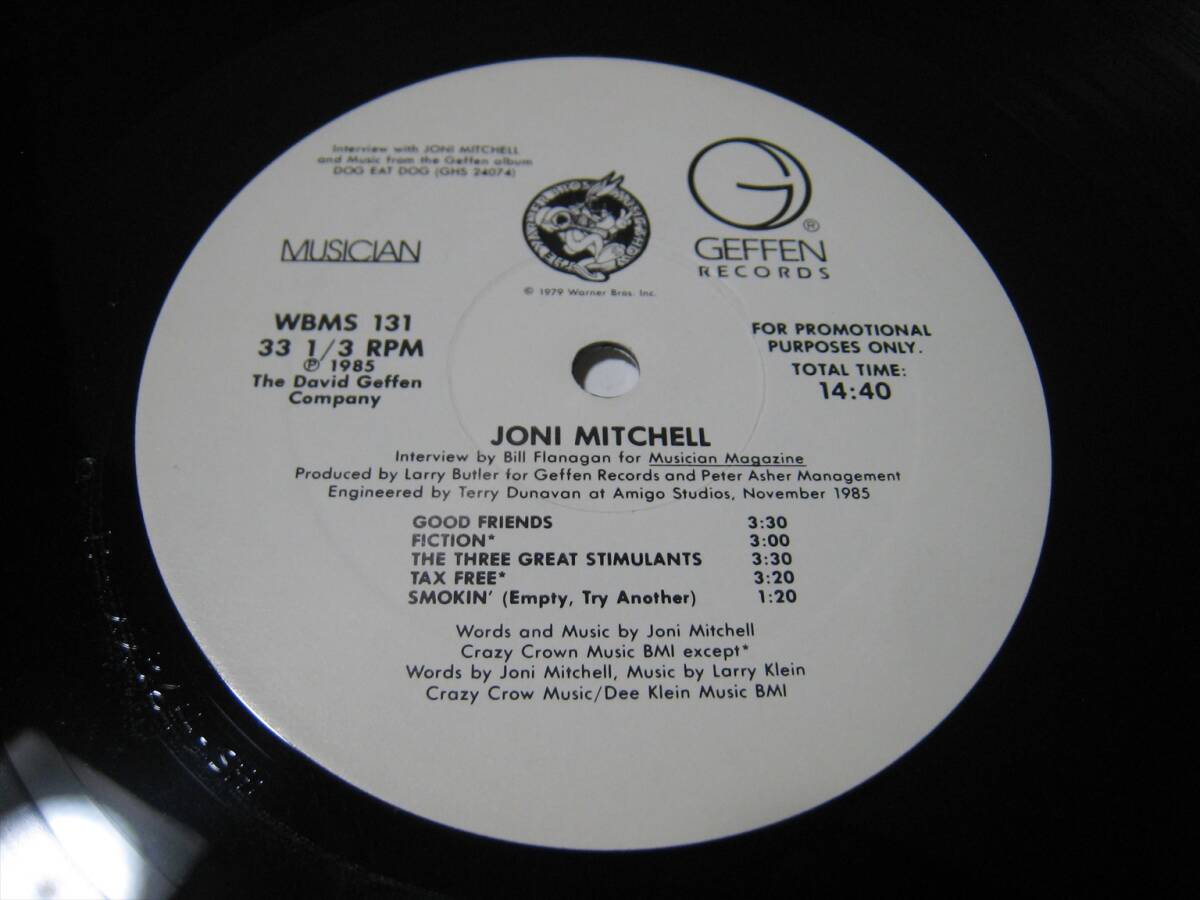 Interview with JONI MITCHELL
and Music from the Geffen album
DOG EAT DOG (GHS 24074)
MUSICIAN
WARNER BROS. MUSIC SHOW
© 1979 Warner Bros. Inc.
G
®
GEFFEN
RECORDS
WBMS 131
33 1/3 RPM
℗ 1985
The David Geffen
Company
FOR PROMOTIONAL
PURPOSES ONLY.
TOTAL TIME:
14:40
JONI MITCHELL
Interview by Bill Flanagan for Musician Magazine
Produced by Larry Butler for Geffen Records and Peter Asher Management
Engineered by Terry Dunavan at Amigo Studios, November 1985
GOOD FRIENDS 3:30
FICTION* 3:00
THE THREE GREAT STIMULANTS 3:30
TAX FREE* 3:20
SMOKIN' (Empty, Try Another) 1:20
Words and Music by Joni Mitchell
Crazy Crown Music BMI except*
Words by Joni Mitchell, Music by Larry Klein
Crazy Crow Music/Dee Klein Music BMI